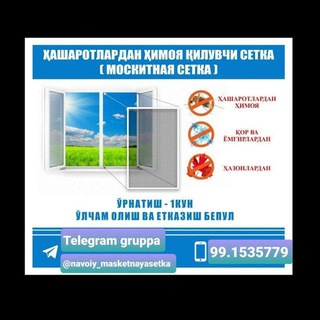 ҲАШАРОТЛАРДАН ҲИМОЯ ҚИЛУВЧИ СЕТКА
( МОСКИТНАЯ СЕТКА )
ҲАШАРОТЛАРДАН
ҲИМОЯ
ҚОР ВА
ЁМҒИРЛАРДАН
ҲАЗОНЛАРДАН
ЎРНАТИШ - 1КУН
ЎЛЧАМ ОЛИШ ВА ЕТКАЗИШ БЕПУЛ
Telegram gruppa
99.1535779
@navoiy_masketnayasetka